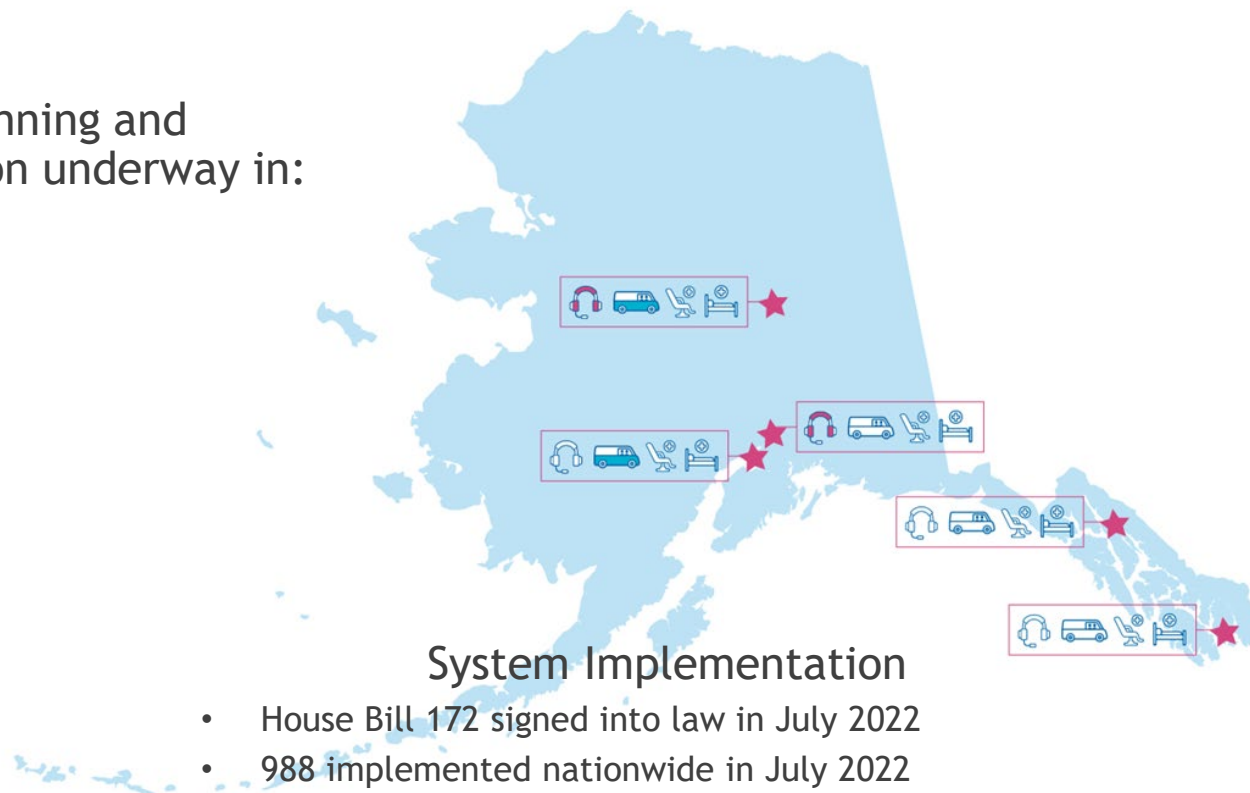 nning and
on underway in:
System Implementation
• House Bill 172 signed into law in July 2022
• 988 implemented nationwide in July 2022